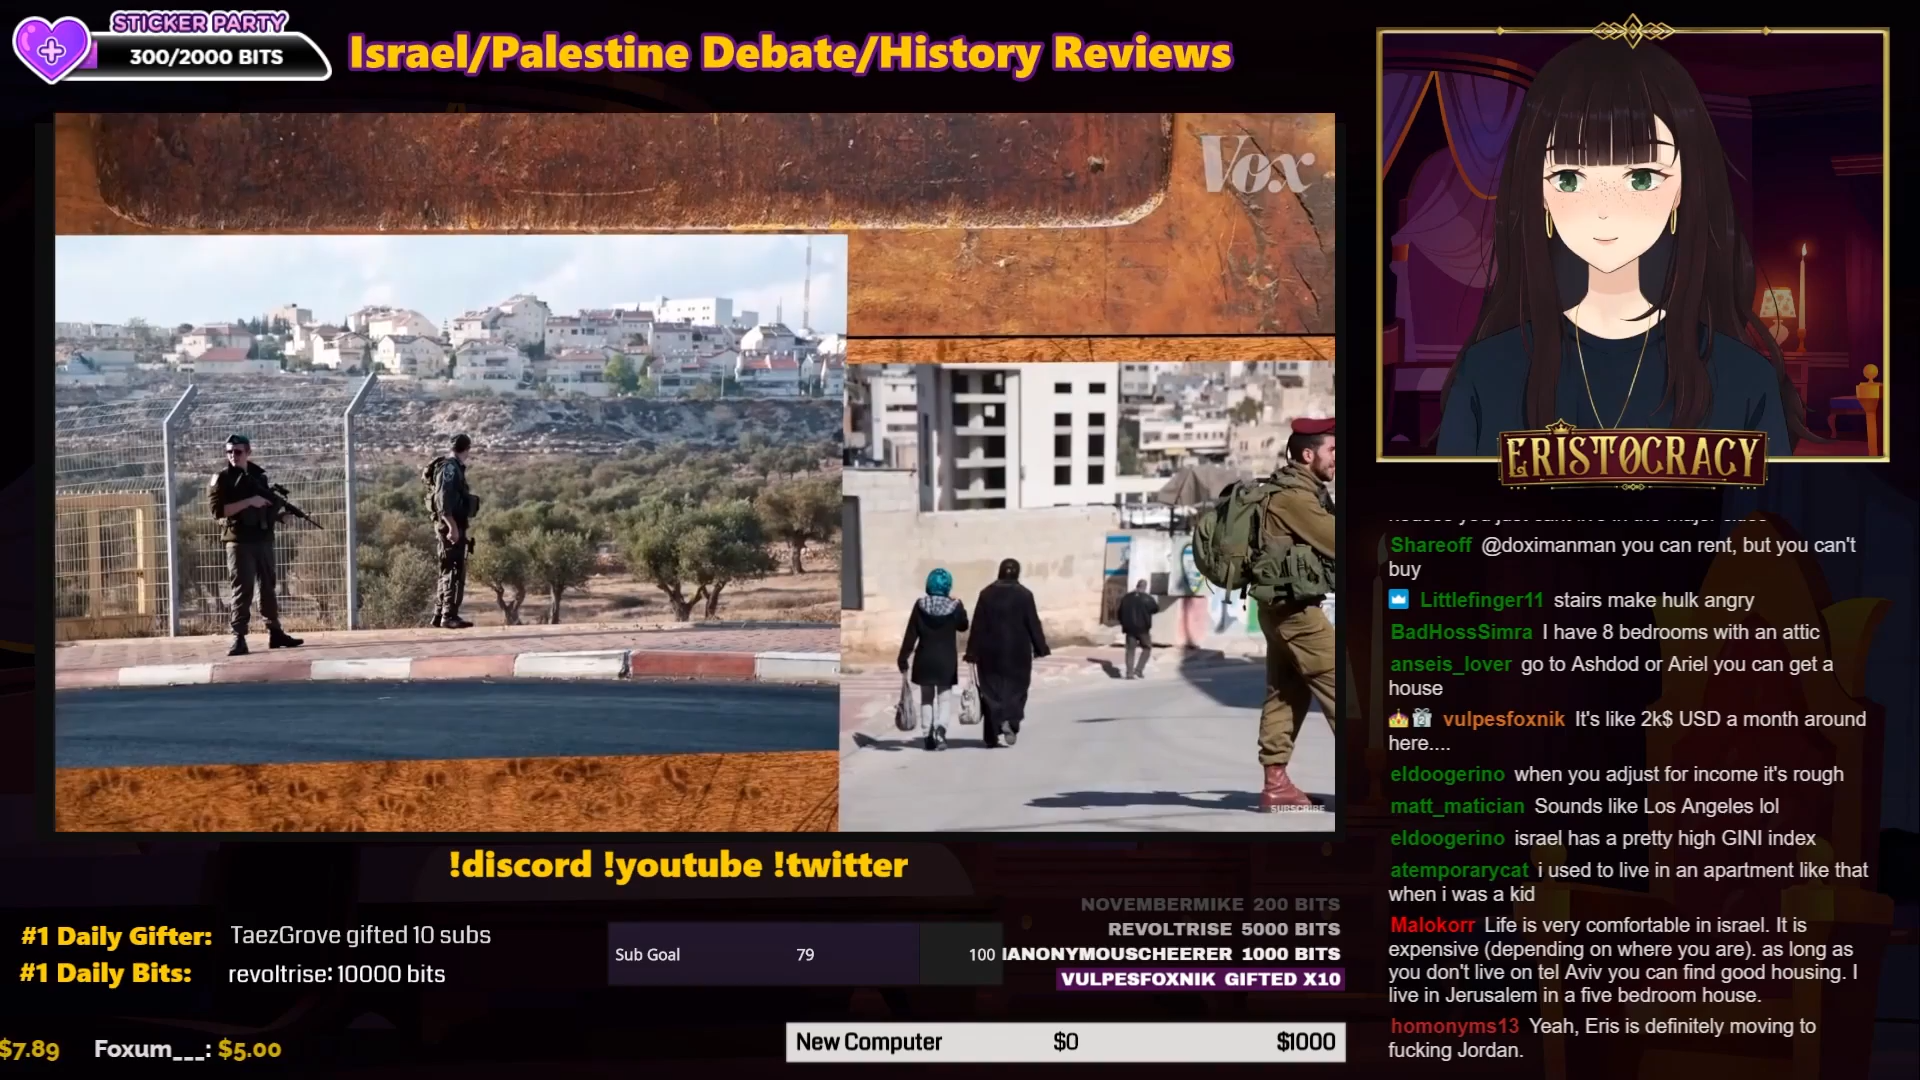 STICKER PARTY
300/2000 BITS
Israel/Palestine Debate/History Reviews
Vox
SUBSCRIBE
ERISTOCRACY
Shareoff @doximanman you can rent, but you can't
buy
Littlefinger11 stairs make hulk angry
BadHossSimra I have 8 bedrooms with an attic
anseis_lover go to Ashdod or Ariel you can get a
house
vulpesfoxnik It's like 2k$ USD a month around
here....
eldoogerino when you adjust for income it's rough
matt_matician Sounds like Los Angeles lol
eldoogerino israel has a pretty high GINI index
atemporarycat i used to live in an apartment like that
when i was a kid
Malokorr Life is very comfortable in israel. It is
expensive (depending on where you are). as long as
you don't live on tel Aviv you can find good housing. I
live in Jerusalem in a five bedroom house.
homonyms13 Yeah, Eris is definitely moving to
fucking Jordan.
!discord !youtube !twitter
#1 Daily Gifter: TaezGrove gifted 10 subs
#1 Daily Bits: revoltrise: 10000 bits
Sub Goal 79 100
NOVEMBERMIKE 200 BITS
REVOLTRISE 5000 BITS
ANONYMOUSCHEERER 1000 BITS
VULPESFOXNIK GIFTED X10
$7.89 Foxum___: $5.00
New Computer $0 $1000